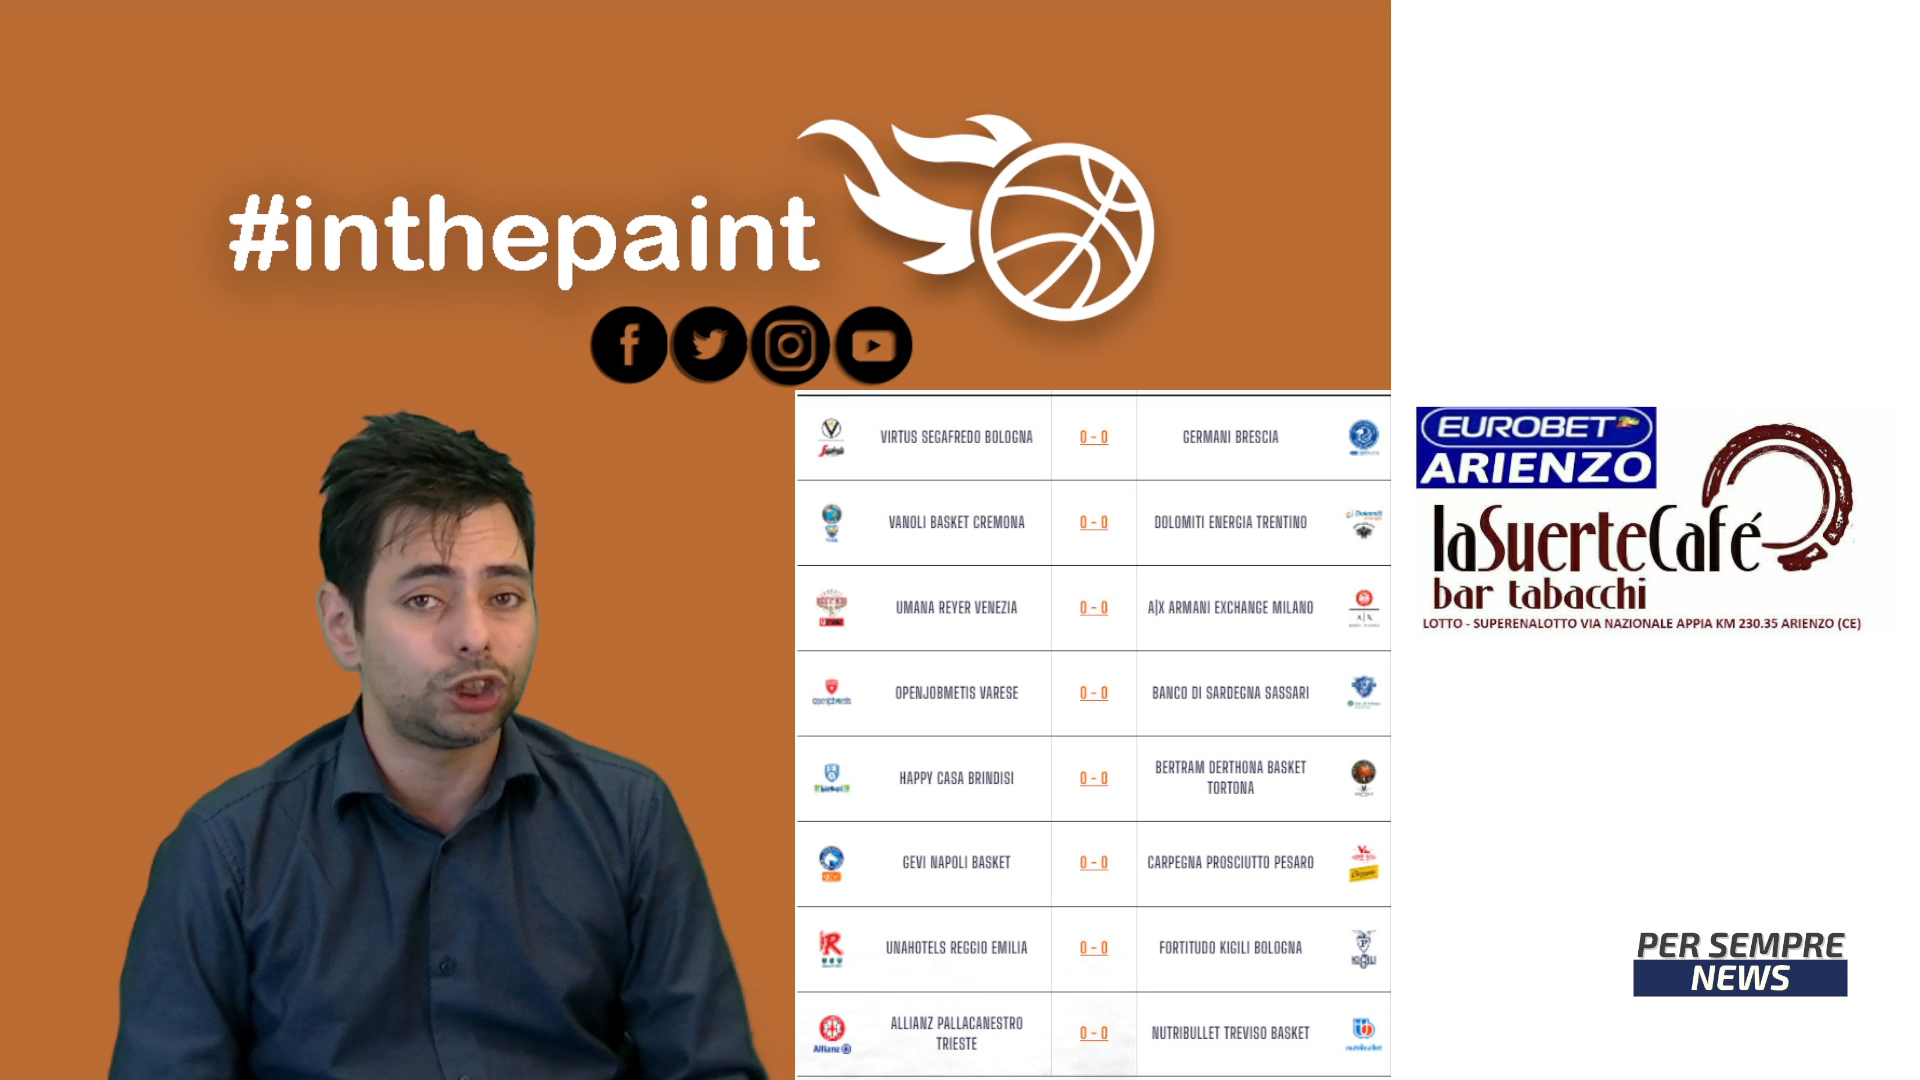 #inthepaint
VIRTUS SEGAFREDO BOLOGNA 0 - 0 GERMANI BRESCIA
VANOLI BASKET CREMONA 0 - 0 DOLOMITI ENERGIA TRENTINO
UMANA REYER VENEZIA 0 - 0 A|X ARMANI EXCHANGE MILANO
OPENJOBMETIS VARESE 0 - 0 BANCO DI SARDEGNA SASSARI
HAPPY CASA BRINDISI 0 - 0 BERTRAM DERTHONA BASKET
TORTONA
GEVI NAPOLI BASKET 0 - 0 CARPEGNA PROSCIUTTO PESARO
UNAHOTELS REGGIO EMILIA 0 - 0 FORTITUDO KIGILI BOLOGNA
ALLIANZ PALLACANESTRO
TRIESTE 0 - 0 NUTRIBULLET TREVISO BASKET
Allianz
EUROBET
ARIENZO
laSuerteCafé
bar tabacchi
LOTTO - SUPERENALOTTO VIA NAZIONALE APPIA KM 230.35 ARIENZO (CE)
PER SEMPRE
NEWS